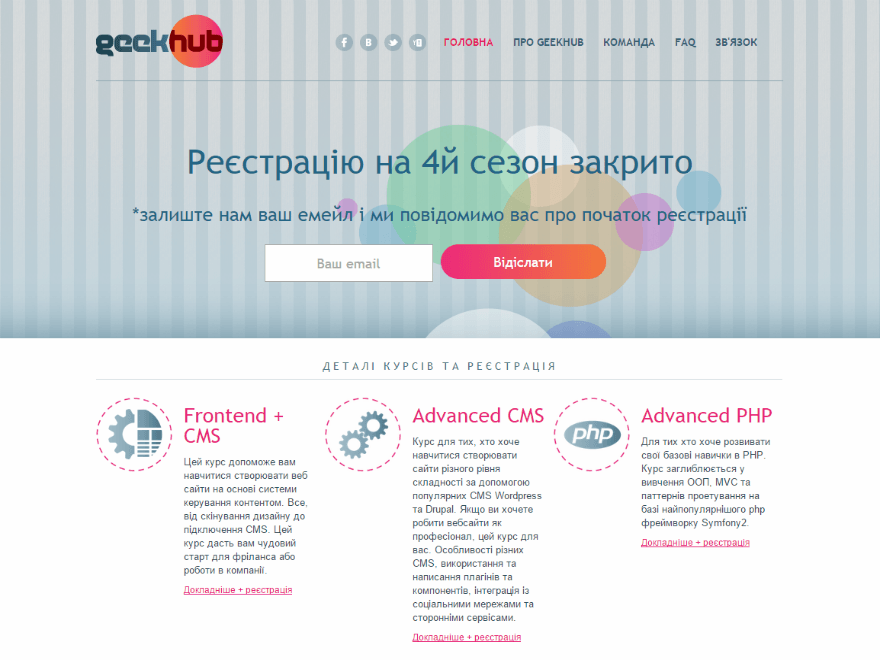 geekhub
ГОЛОВНА ПРО GEEKHUB КОМАНДА FAQ ЗВ'ЯЗОК
Реєстрацію на 4й сезон закрито
*залиште нам ваш емейл і ми повідомимо вас про початок реєстрації
Ваш email
Відіслати
ДЕТАЛІ КУРСІВ ТА РЕЄСТРАЦІЯ
Frontend +
CMS
Цей курс допоможе вам
навчитися створювати веб
сайти на основі системи
керування контентом. Все,
від скінування дизайну до
підключення CMS. Цей
курс дасть вам чудовий
старт для фріланса або
роботи в компанії.
Докладніше + реєстрація
Advanced CMS
Курс для тих, хто хоче
навчитися створювати
сайти різного рівня
складності за допомогою
популярних CMS Wordpress
та Drupal. Якщо ви хочете
робити вебсайти як
професіонал, цей курс для
вас. Особливості різних
CMS, використання та
написання плагінів та
компонентів, інтеграція із
соціальними мережами та
сторонніми сервісами.
Докладніше + реєстрація
php
Advanced PHP
Для тих хто хоче розвивати
свої базові навички в PHP.
Курс заглиблюється у
вивчення ООП, MVC та
паттернів проетування на
базі найпопулярнішого php
фреймворку Symfony2.
Докладніше + реєстрація